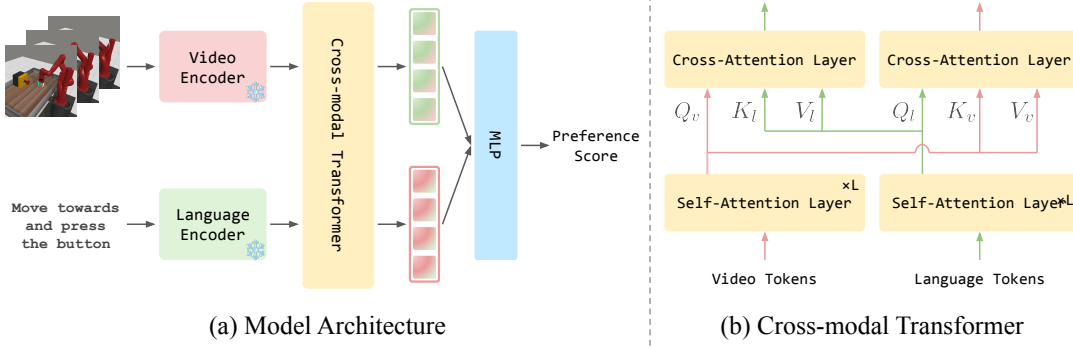 Video
Encoder
Move towards
and press
the button
Language
Encoder
Cross-modal Transformer
MLP
Preference
Score
(a) Model Architecture
Cross-Attention Layer
Cross-Attention Layer
Q_v K_l V_l Q_l K_v V_v
×L
Self-Attention Layer
×L
Self-Attention Layer
Video Tokens
Language Tokens
(b) Cross-modal Transformer